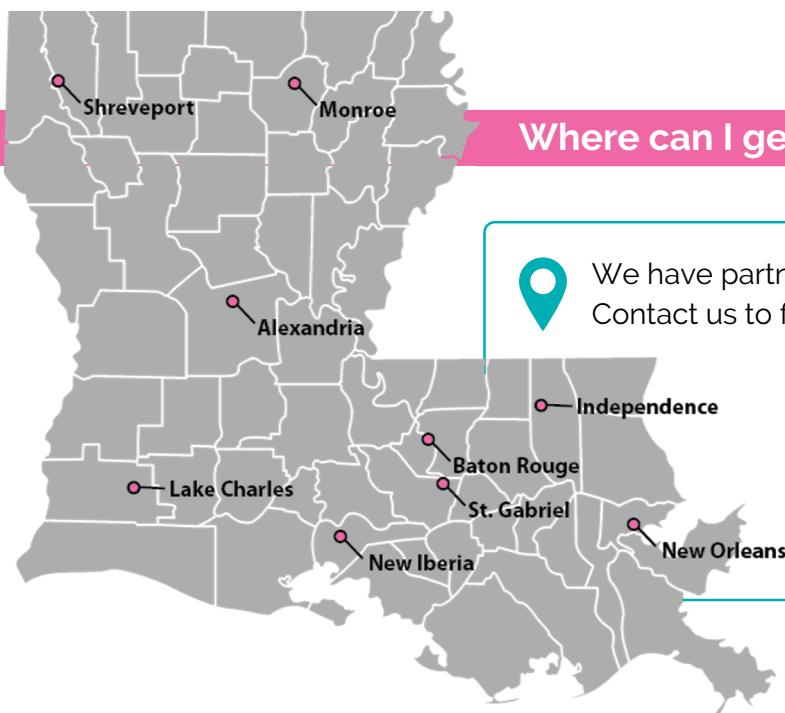 Shreveport
Monroe
Where can I ge
We have partn
Contact us to f
Alexandria
Independence
Baton Rouge
Lake Charles
St. Gabriel
New Orleans
New Iberia